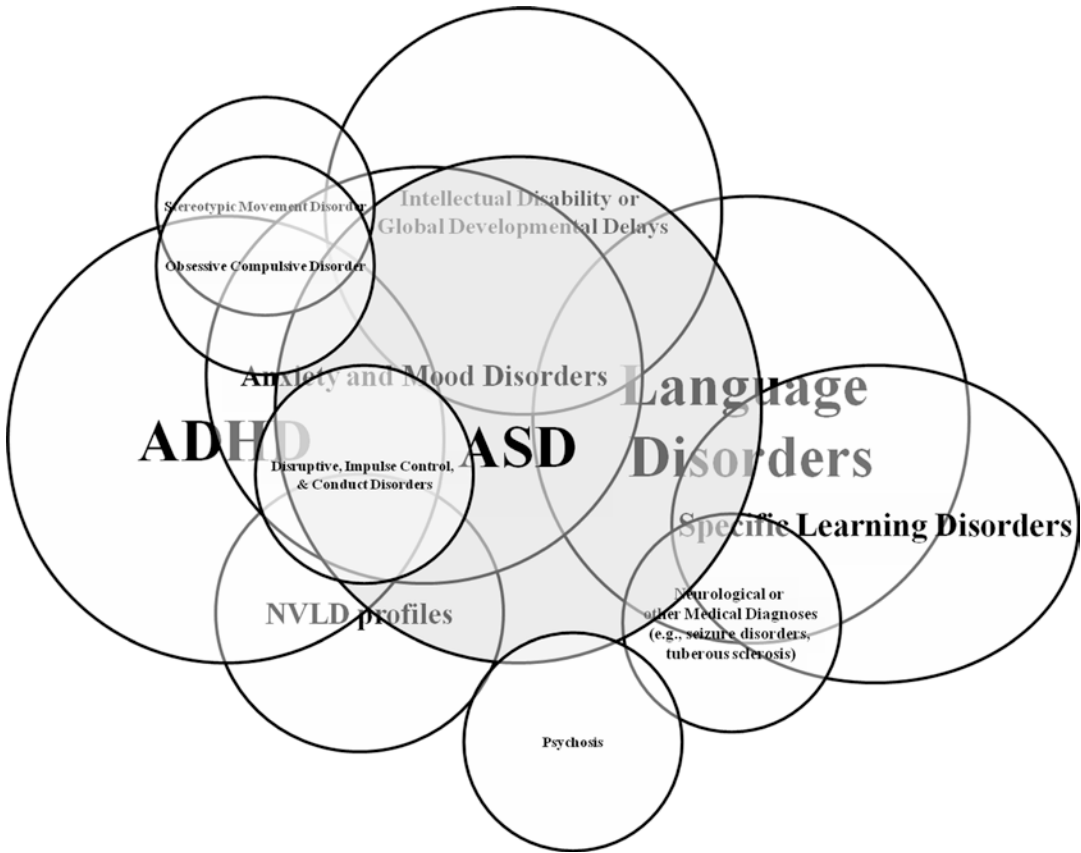 Intellectual Disability or
Global Developmental Delays
Stereotypic Movement Disorder
Obsessive Compulsive Disorder
Anxiety and Mood Disorders
Language
Disorders
ADHD
ASD
Disruptive, Impulse Control,
& Conduct Disorders
Specific Learning Disorders
NVLD profiles
Neurological or
other Medical Diagnoses
(e.g., seizure disorders,
tuberous sclerosis)
Psychosis